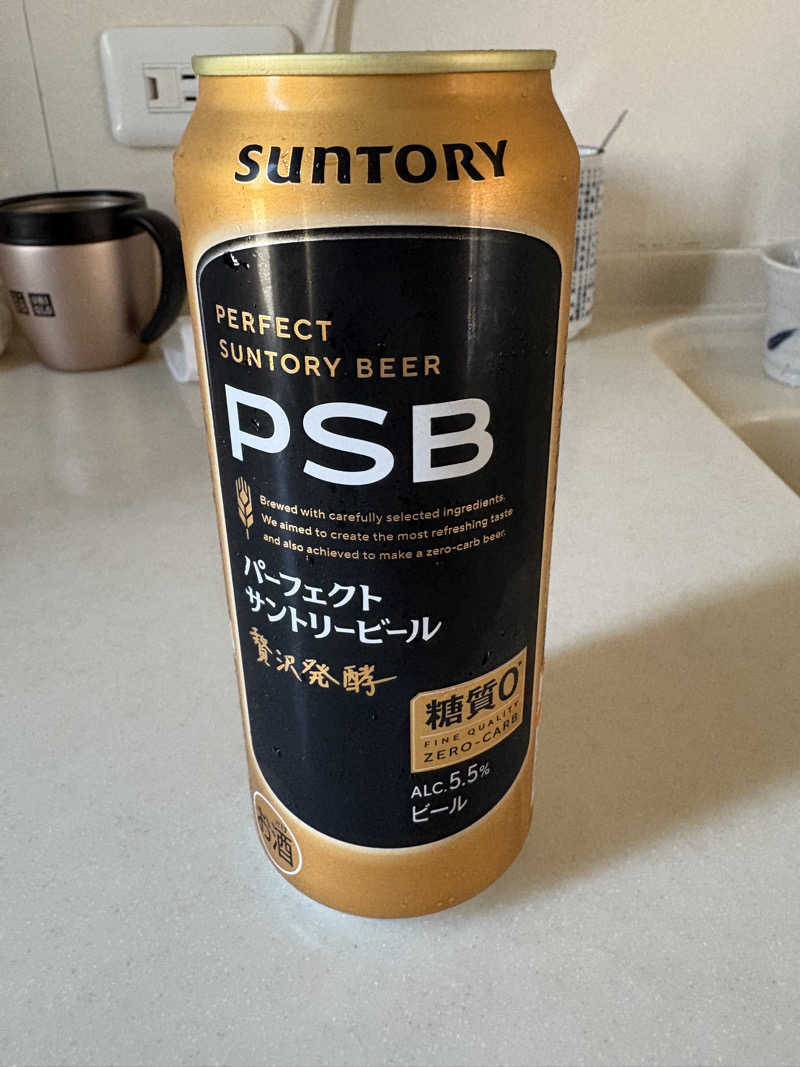 SUNTORY
PERFECT
SUNTORY BEER
PSB
Brewed with carefully selected ingredients.
We aimed to create the most refreshing taste
and also achieved to make a zero-carb beer.
パーフェクト
サントリービール
贅沢発酵
糖質0*
FINE QUALITY
ZERO-CARB
ALC.5.5%
ビール
お酒